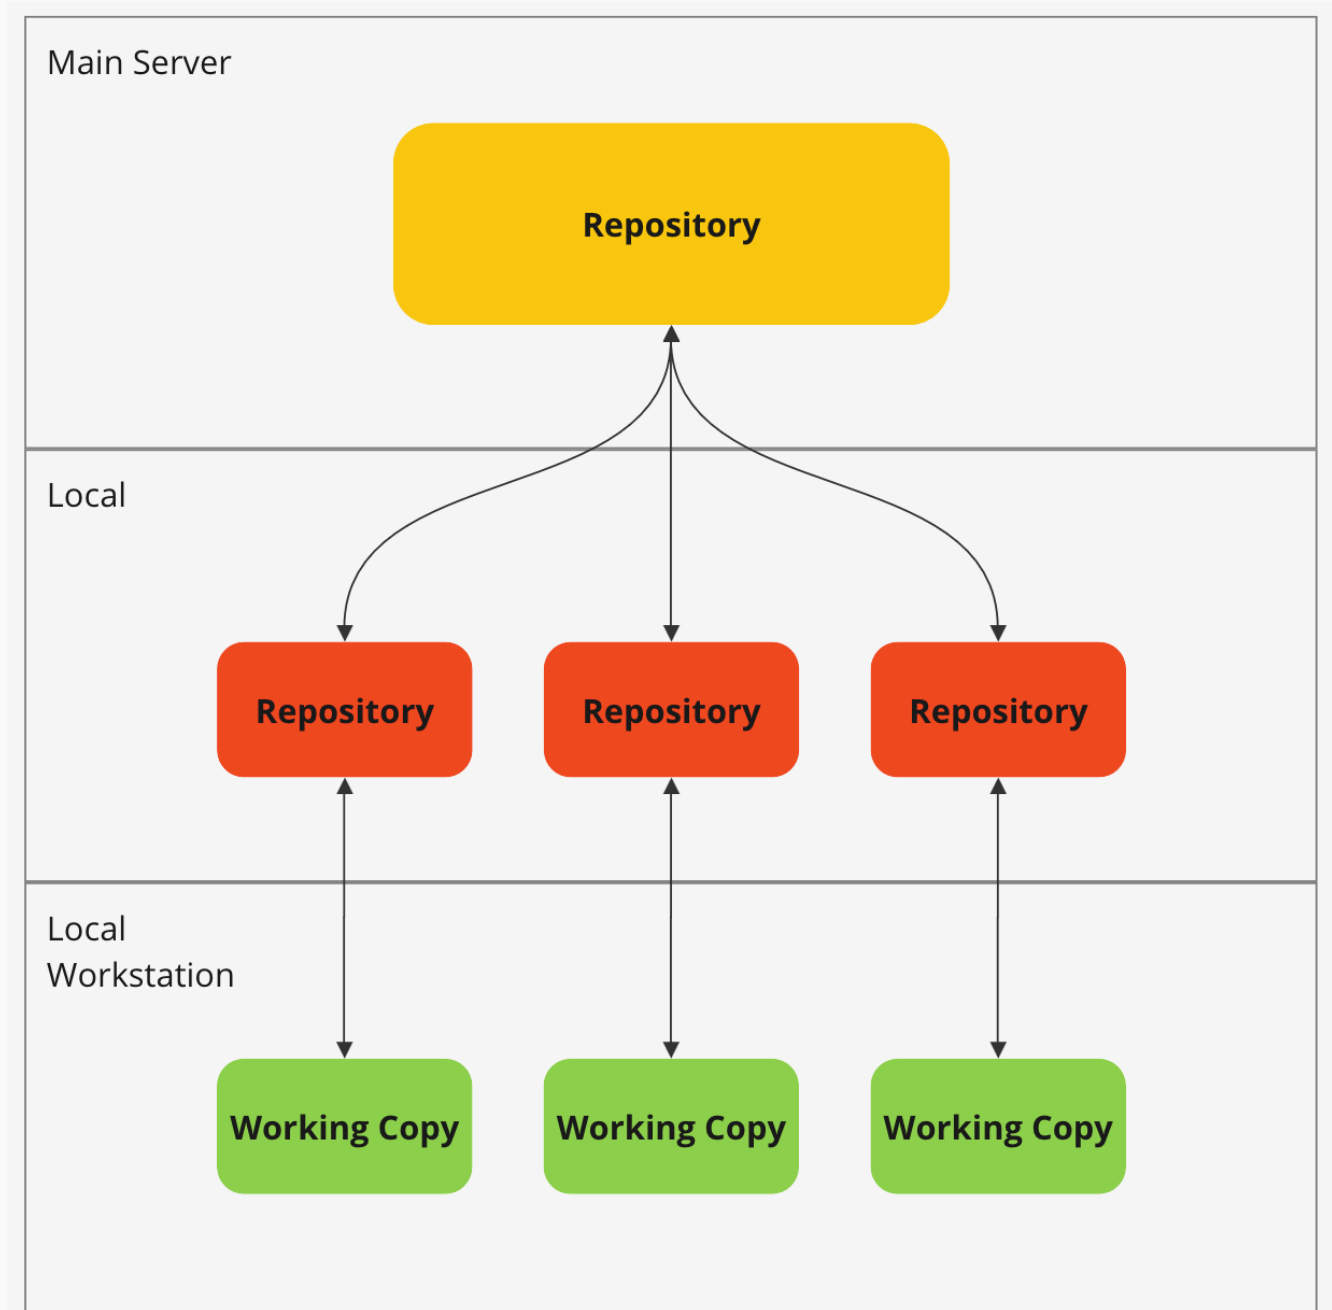 Main Server
Repository
Local
Repository
Repository
Repository
Local
Workstation
Working Copy
Working Copy
Working Copy